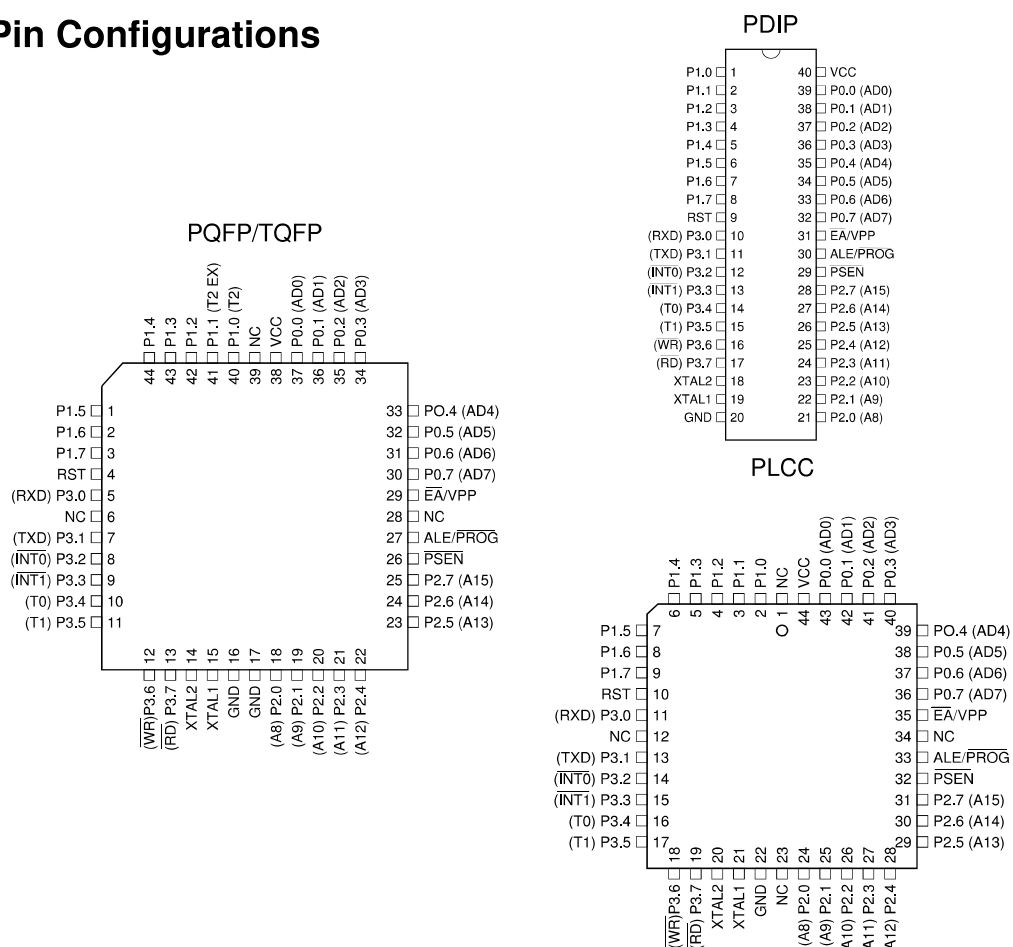 Pin Configurations
PDIP
P1.0 1 40 VCC
P1.1 2 39 P0.0 (AD0)
P1.2 3 38 P0.1 (AD1)
P1.3 4 37 P0.2 (AD2)
P1.4 5 36 P0.3 (AD3)
P1.5 6 35 P0.4 (AD4)
P1.6 7 34 P0.5 (AD5)
P1.7 8 33 P0.6 (AD6)
RST 9 32 P0.7 (AD7)
(RXD) P3.0 10 31 EA/VPP
(TXD) P3.1 11 30 ALE/PROG
(INT0) P3.2 12 29 PSEN
(INT1) P3.3 13 28 P2.7 (A15)
(T0) P3.4 14 27 P2.6 (A14)
(T1) P3.5 15 26 P2.5 (A13)
(WR) P3.6 16 25 P2.4 (A12)
(RD) P3.7 17 24 P2.3 (A11)
XTAL2 18 23 P2.2 (A10)
XTAL1 19 22 P2.1 (A9)
GND 20 21 P2.0 (A8)
PQFP/TQFP
44 P1.4
43 P1.3
42 P1.2
41 P1.1 (T2 EX)
40 P1.0 (T2)
39 NC
38 VCC
37 P0.0 (AD0)
36 P0.1 (AD1)
35 P0.2 (AD2)
34 P0.3 (AD3)
P1.5 1 33 PO.4 (AD4)
P1.6 2 32 P0.5 (AD5)
P1.7 3 31 P0.6 (AD6)
RST 4 30 P0.7 (AD7)
(RXD) P3.0 5 29 EA/VPP
NC 6 28 NC
(TXD) P3.1 7 27 ALE/PROG
(INT0) P3.2 8 26 PSEN
(INT1) P3.3 9 25 P2.7 (A15)
(T0) P3.4 10 24 P2.6 (A14)
(T1) P3.5 11 23 P2.5 (A13)
(WR)P3.6 12
(RD) P3.7 13
XTAL2 14
XTAL1 15
GND 16
GND 17
(A8) P2.0 18
(A9) P2.1 19
(A10) P2.2 20
(A11) P2.3 21
(A12) P2.4 22
PLCC
6 P1.4
5 P1.3
4 P1.2
3 P1.1
2 P1.0
1 NC
44 VCC
43 P0.0 (AD0)
42 P0.1 (AD1)
41 P0.2 (AD2)
40 P0.3 (AD3)
P1.5 7 39 PO.4 (AD4)
P1.6 8 38 P0.5 (AD5)
P1.7 9 37 P0.6 (AD6)
RST 10 36 P0.7 (AD7)
(RXD) P3.0 11 35 EA/VPP
NC 12 34 NC
(TXD) P3.1 13 33 ALE/PROG
(INT0) P3.2 14 32 PSEN
(INT1) P3.3 15 31 P2.7 (A15)
(T0) P3.4 16 30 P2.6 (A14)
(T1) P3.5 17 29 P2.5 (A13)
(WR)P3.6 18
(RD) P3.7 19
XTAL2 20
XTAL1 21
GND 22
NC 23
(A8) P2.0 24
(A9) P2.1 25
A10) P2.2 26
A11) P2.3 27
A12) P2.4 28